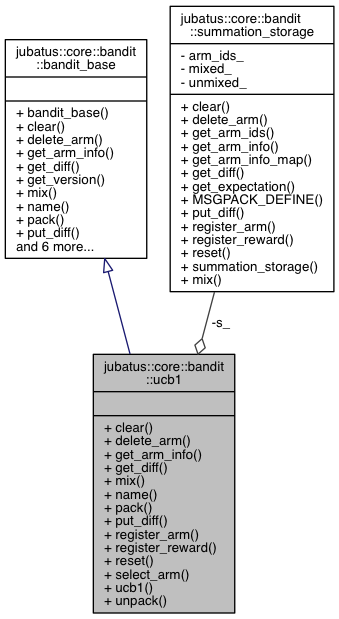 jubatus::core::bandit
::bandit_base
+ bandit_base()
+ clear()
+ delete_arm()
+ get_arm_info()
+ get_diff()
+ get_version()
+ mix()
+ name()
+ pack()
+ put_diff()
and 6 more...
jubatus::core::bandit
::summation_storage
- arm_ids_
- mixed_
- unmixed_
+ clear()
+ delete_arm()
+ get_arm_ids()
+ get_arm_info()
+ get_arm_info_map()
+ get_diff()
+ get_expectation()
+ MSGPACK_DEFINE()
+ put_diff()
+ register_arm()
+ register_reward()
+ reset()
+ summation_storage()
+ mix()
-s_
jubatus::core::bandit
::ucb1
+ clear()
+ delete_arm()
+ get_arm_info()
+ get_diff()
+ mix()
+ name()
+ pack()
+ put_diff()
+ register_arm()
+ register_reward()
+ reset()
+ select_arm()
+ ucb1()
+ unpack()